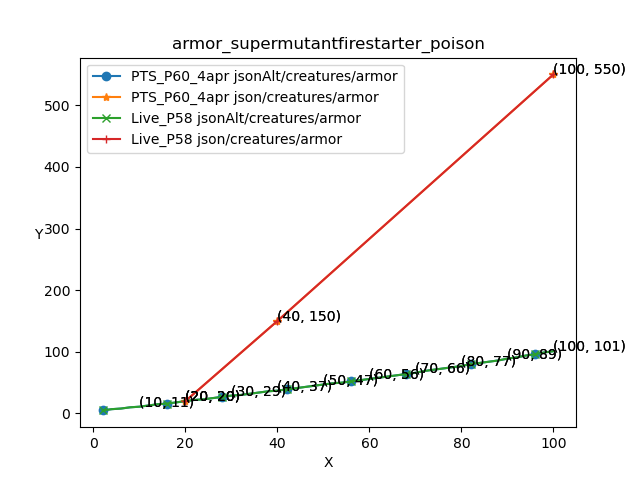 armor_supermutantfirestarter_poison
PTS_P60_4apr jsonAlt/creatures/armor
PTS_P60_4apr json/creatures/armor
Live_P58 jsonAlt/creatures/armor
Live_P58 json/creatures/armor
(100, 550)
(40, 150)
(100, 101)
(90, 89)
(80, 77)
(70, 66)
(60, 56)
(50, 47)
(40, 37)
(30, 29)
(10, 11)
Y
500
400
300
200
100
0
0 20 40 60 80 100
X